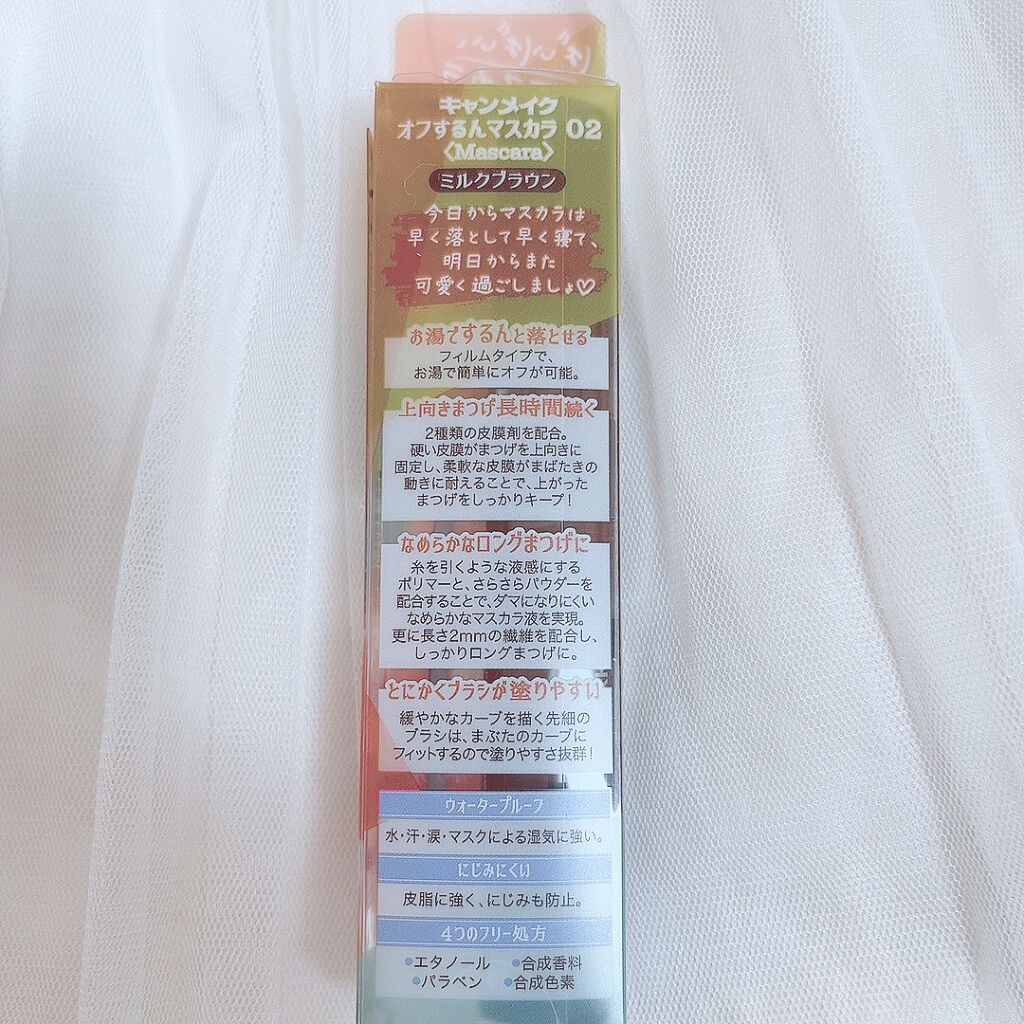 キャンメイク
オフするんマスカラ 02
〈Mascara〉
ミルクブラウン
今日からマスカラは
早く落として早く寝て、
明日からまた
可愛く過ごしましょ♡
お湯でするんと落とせる
フィルムタイプで、
お湯で簡単にオフが可能。
上向きまつげ長時間続く
2種類の皮膜剤を配合。
硬い皮膜がまつげを上向きに
固定し、柔軟な皮膜がまばたきの
動きに耐えることで、上がった
まつげをしっかりキープ!
なめらかなロングまつげに
糸を引くような液感にする
ポリマーと、さらさらパウダーを
配合することで、ダマになりにくい
なめらかなマスカラ液を実現。
更に長さ2mmの繊維を配合し、
しっかりロングまつげに。
とにかくブラシが塗りやすい
緩やかなカーブを描く先細の
ブラシは、まぶたのカーブに
フィットするので塗りやすさ抜群!
ウォータープルーフ
水・汗・涙・マスクによる湿気に強い。
にじみにくい
皮脂に強く、にじみも防止。
4つのフリー処方
•エタノール •合成香料
•パラベン •合成色素